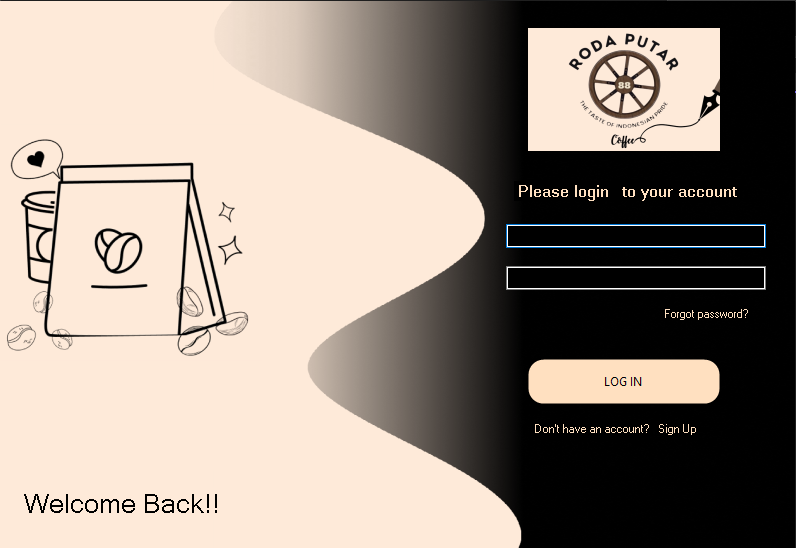 RODA PUTAR
88
THE TASTE OF INDONESIAN PRIDE
Coffee
Please login to your account
Forgot password?
LOG IN
Don't have an account? Sign Up
Welcome Back!!